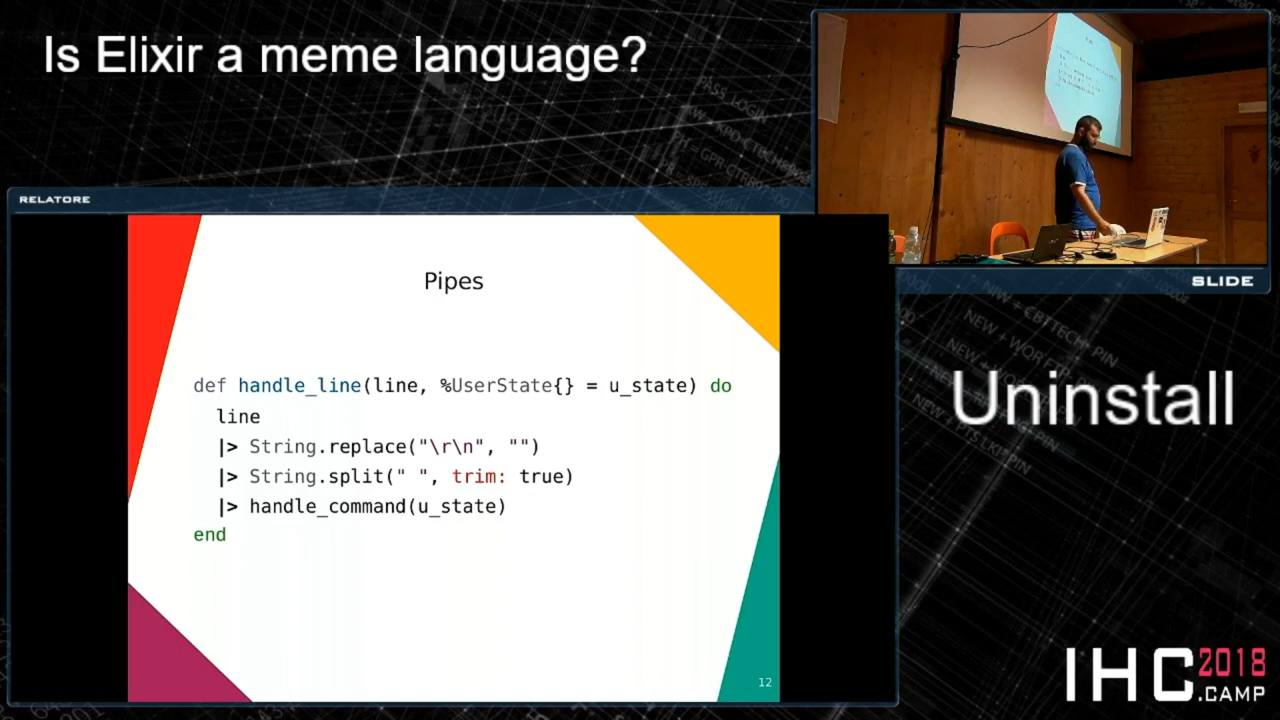 Is Elixir a meme language?
RELATORE
Pipes
def handle_line(line, %UserState{} = u_state) do
line
|> String.replace("\r\n", "")
|> String.split(" ", trim: true)
|> handle_command(u_state)
end
12
SLIDE
Uninstall
IHC 2018
.CAMP